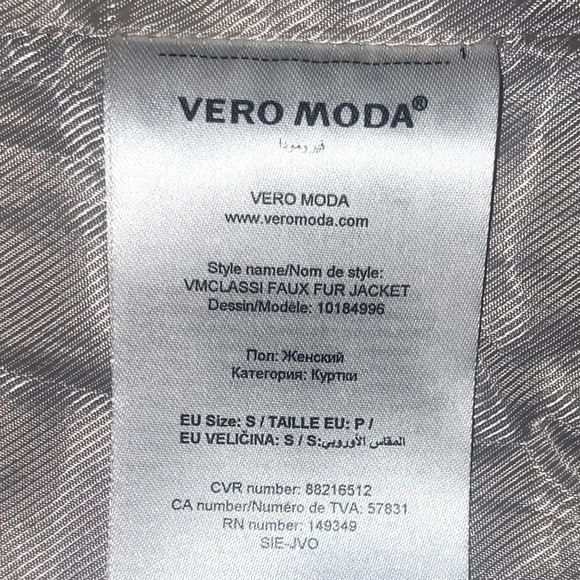 VERO MODA®
فيرومودا
VERO MODA
www.veromoda.com
Style name/Nom de style:
VMCLASSI FAUX FUR JACKET
Dessin/Modèle: 10184996
Пол: Женский
Категория: Куртки
EU Size: S / TAILLE EU: P /
EU VELIČINA: S / S:المقاس الأوروبي
CVR number: 88216512
CA number/Numéro de TVA: 57831
RN number: 149349
SIE-JVO